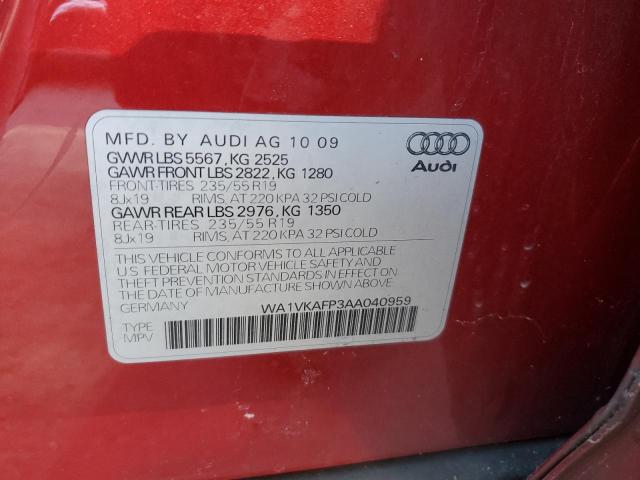 MFD. BY AUDI AG 10 09
GVWR LBS 5567, KG 2525
GAWR FRONT LBS 2822, KG 1280
FRONT-TIRES 235/55 R19
8Jx19 RIMS, AT 220 KPA 32 PSI COLD
GAWR REAR LBS 2976, KG 1350
REAR-TIRES 235/55 R19
8Jx19 RIMS, AT 220 KPA 32 PSI COLD
Audi
THIS VEHICLE CONFORMS TO ALL APPLICABLE
U.S. FEDERAL MOTOR VEHICLE SAFETY AND
THEFT PREVENTION STANDARDS IN EFFECT ON
THE DATE OF MANUFACTURE SHOWN ABOVE
GERMANY WA1VKAFP3AA040959
TYPE
MPV